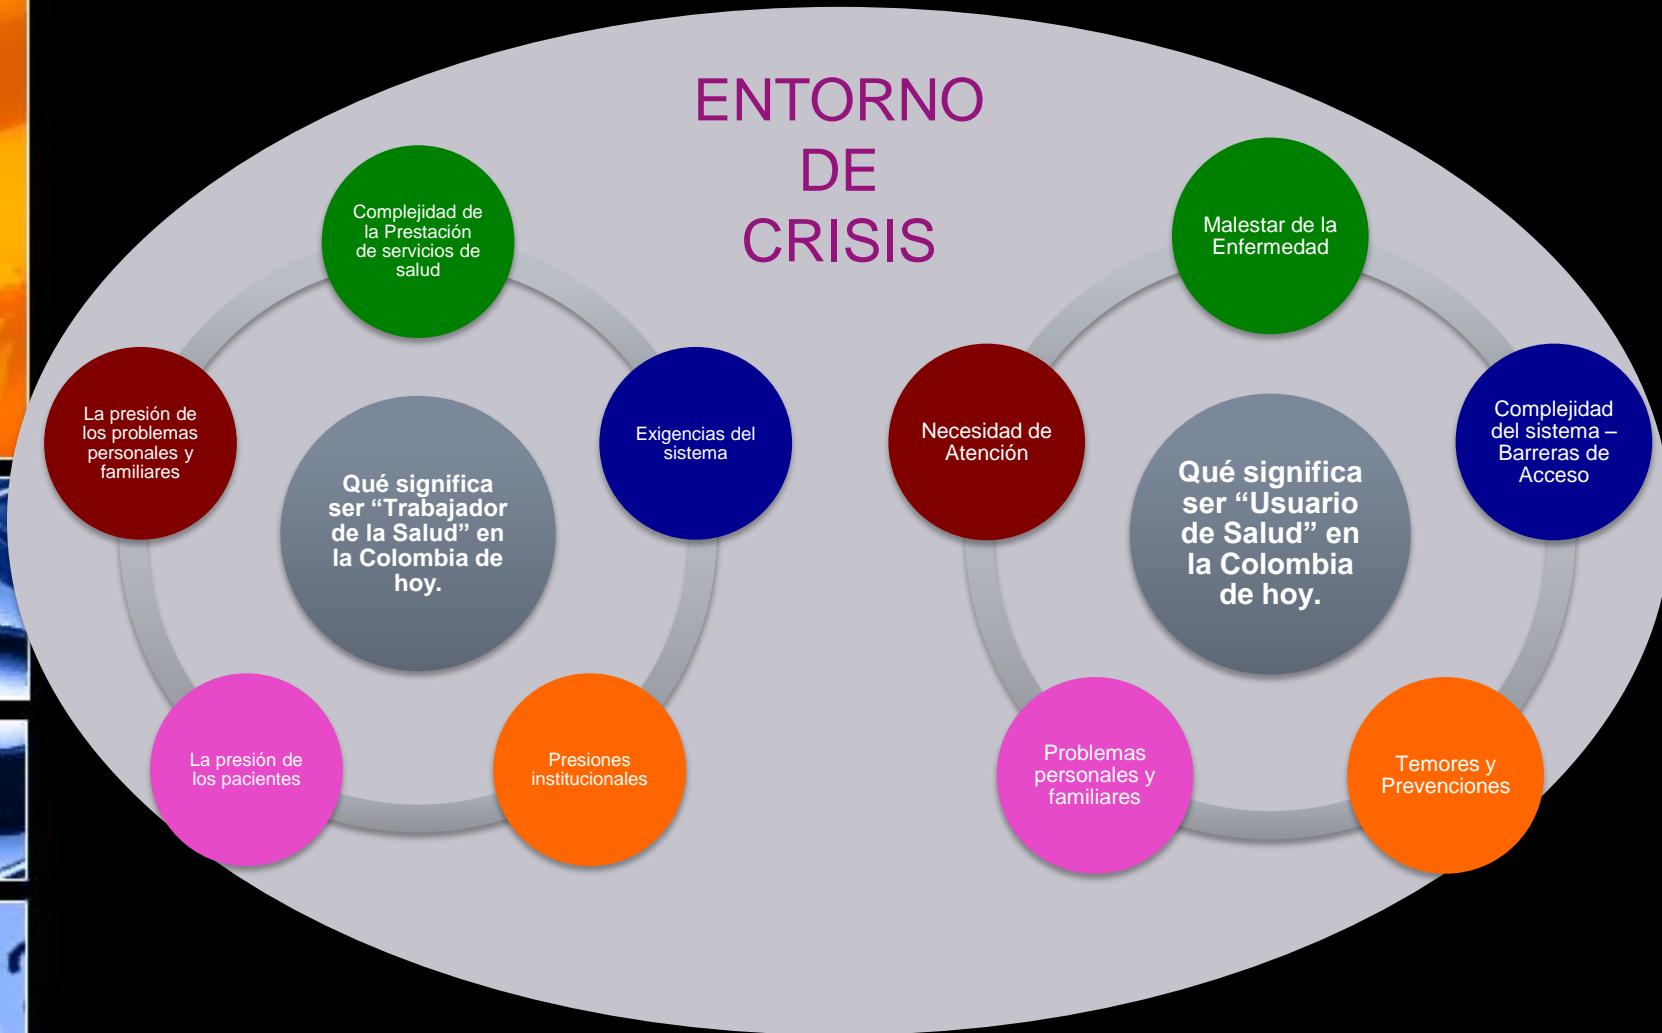 ENTORNO
DE
CRISIS
Complejidad de
la Prestación
de servicios de
salud
Exigencias del
sistema
Presiones
institucionales
La presión de
los pacientes
La presión de
los problemas
personales y
familiares
Qué significa
ser “Trabajador
de la Salud” en
la Colombia de
hoy.
Malestar de la
Enfermedad
Complejidad
del sistema –
Barreras de
Acceso
Temores y
Prevenciones
Problemas
personales y
familiares
Necesidad de
Atención
Qué significa
ser “Usuario
de Salud” en
la Colombia
de hoy.